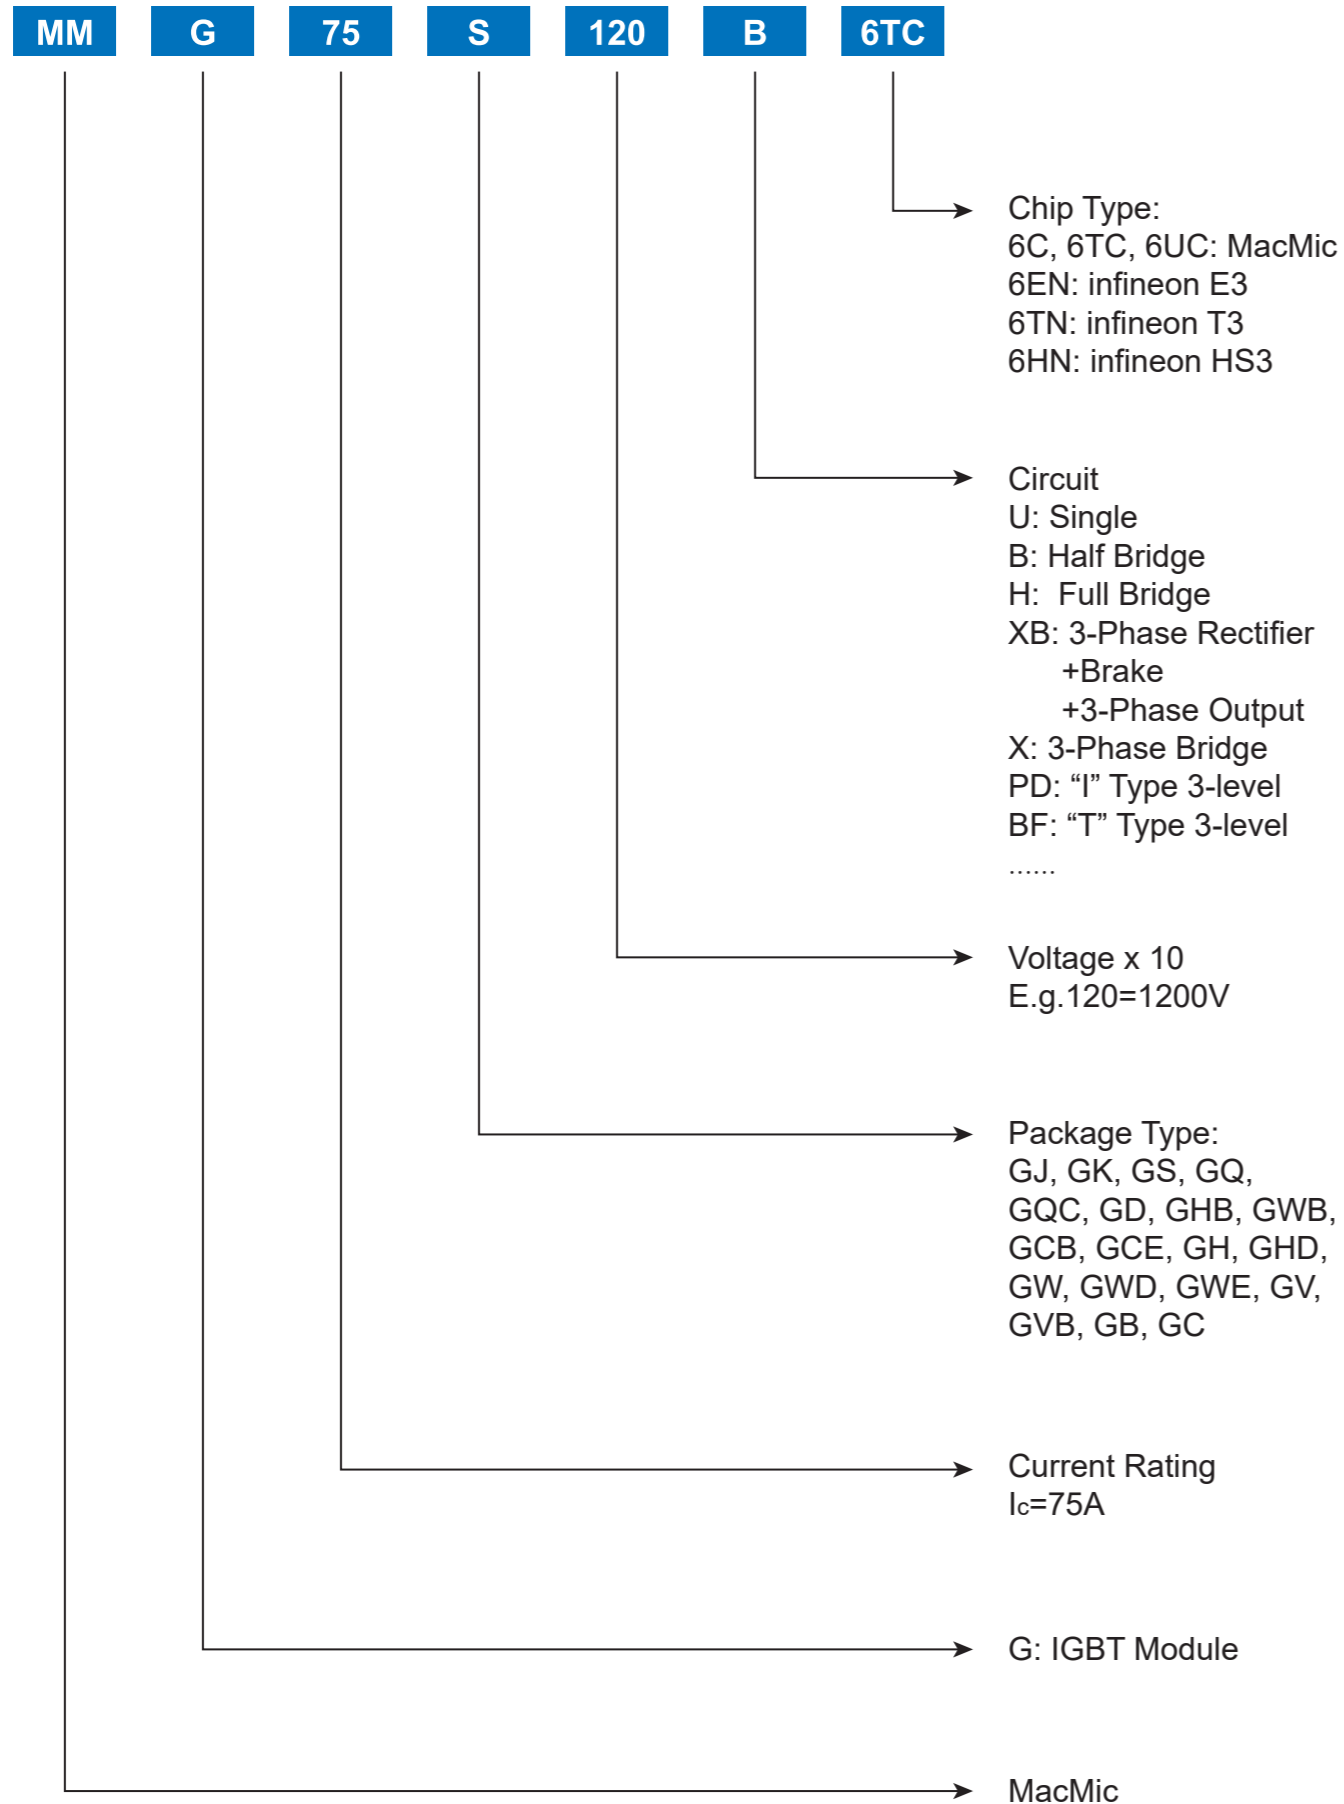 MM G 75 S 120 B 6TC
Chip Type:
6C, 6TC, 6UC: MacMic
6EN: infineon E3
6TN: infineon T3
6HN: infineon HS3
Circuit
U: Single
B: Half Bridge
H: Full Bridge
XB: 3-Phase Rectifier
+Brake
+3-Phase Output
X: 3-Phase Bridge
PD: “I” Type 3-level
BF: “T” Type 3-level
......
Voltage x 10
E.g.120=1200V
Package Type:
GJ, GK, GS, GQ,
GQC, GD, GHB, GWB,
GCB, GCE, GH, GHD,
GW, GWD, GWE, GV,
GVB, GB, GC
Current Rating
Ic=75A
G: IGBT Module
MacMic